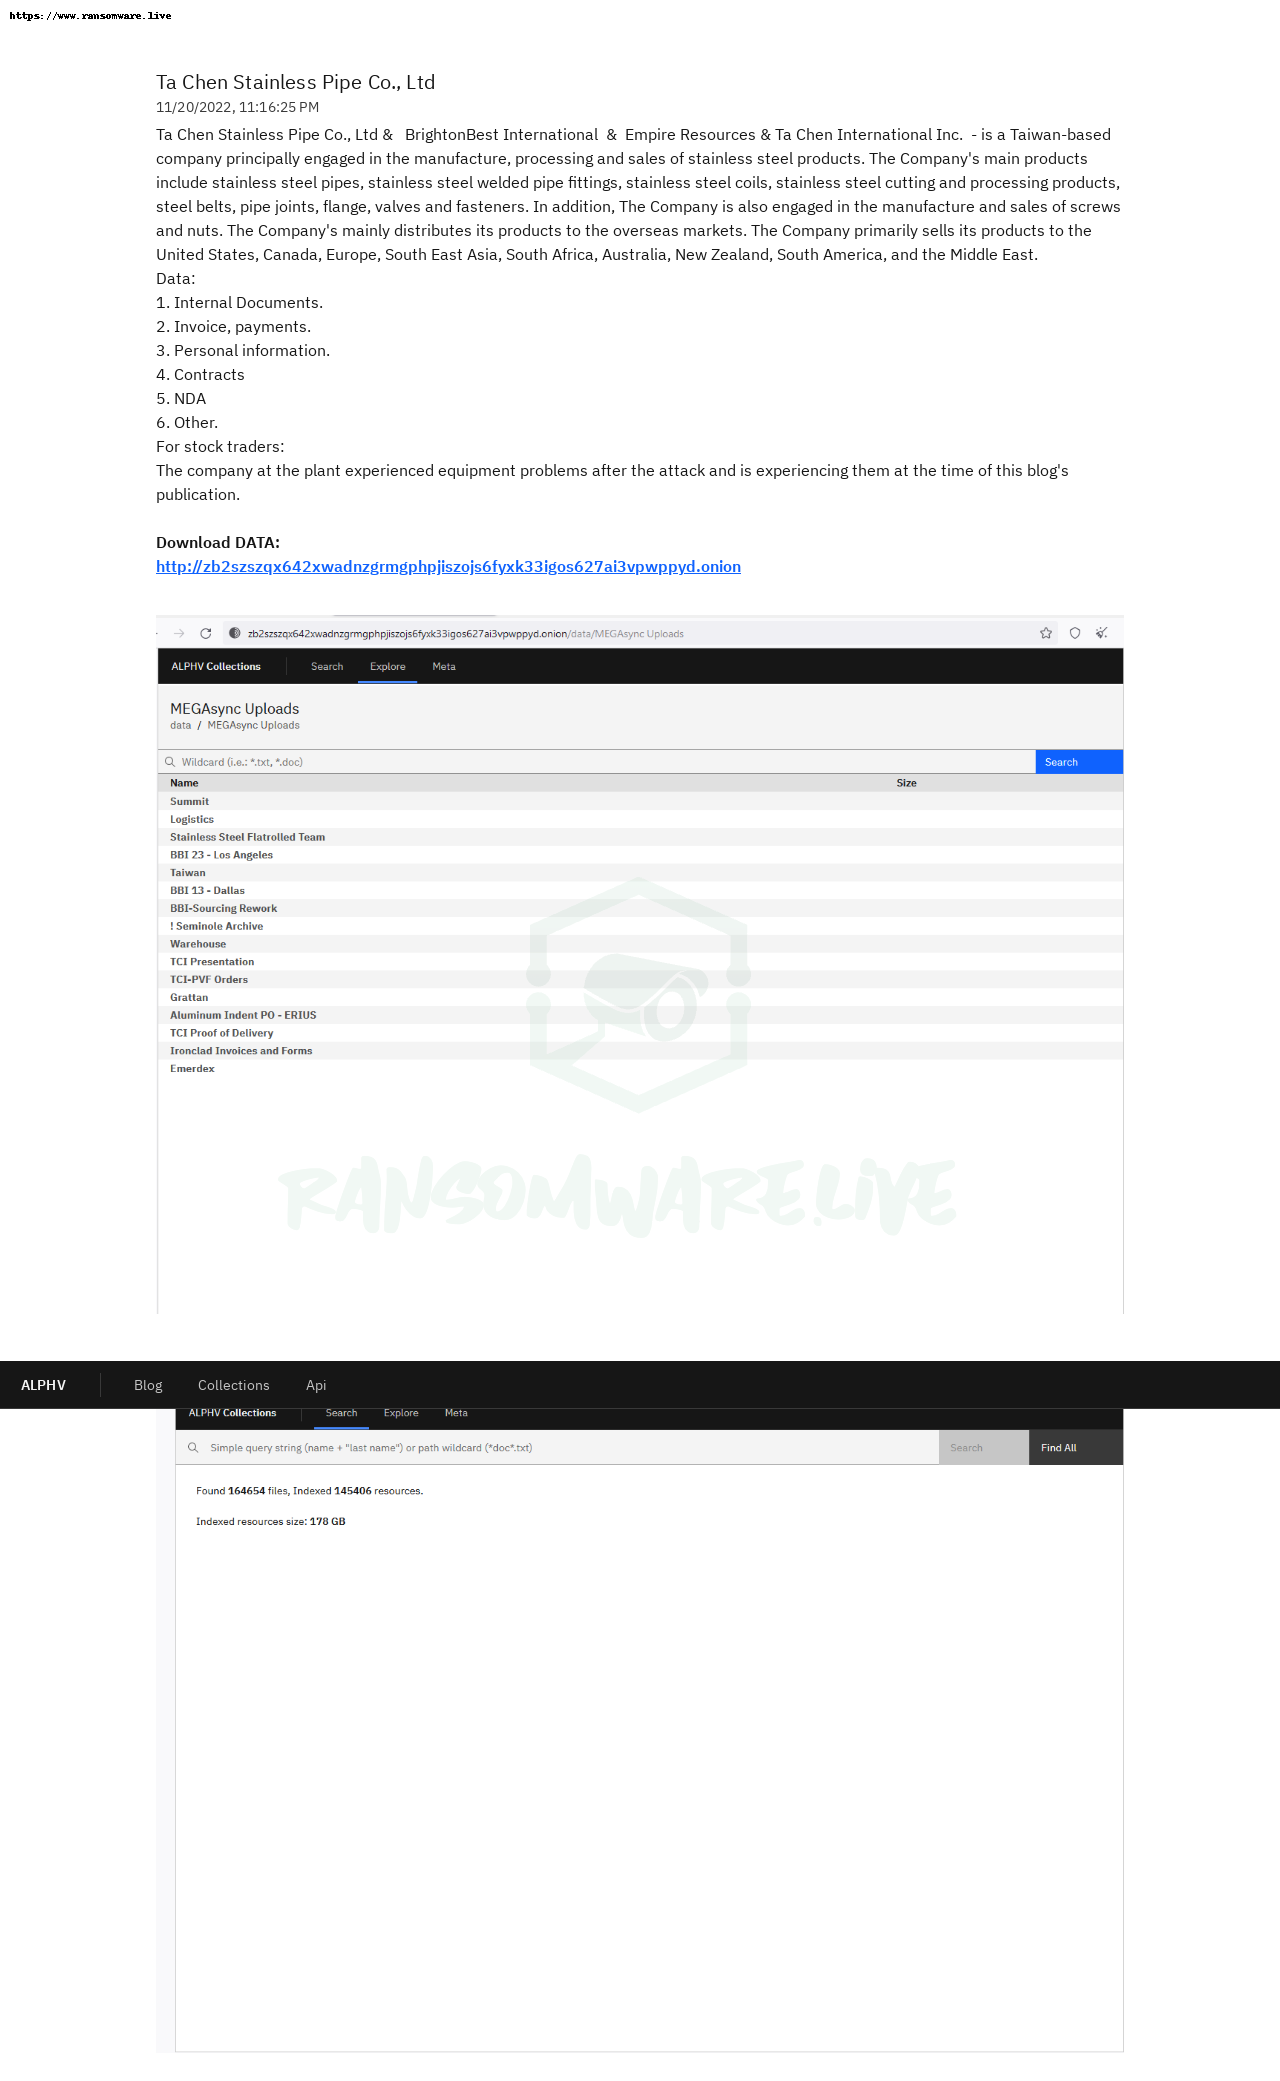 https://www.ransomware.live
Ta Chen Stainless Pipe Co., Ltd
11/20/2022, 11:16:25 PM
Ta Chen Stainless Pipe Co., Ltd &   BrightonBest International  &  Empire Resources & Ta Chen International Inc.  - is a Taiwan-based
company principally engaged in the manufacture, processing and sales of stainless steel products. The Company's main products
include stainless steel pipes, stainless steel welded pipe fittings, stainless steel coils, stainless steel cutting and processing products,
steel belts, pipe joints, flange, valves and fasteners. In addition, The Company is also engaged in the manufacture and sales of screws
and nuts. The Company's mainly distributes its products to the overseas markets. The Company primarily sells its products to the
United States, Canada, Europe, South East Asia, South Africa, Australia, New Zealand, South America, and the Middle East.
Data:
1. Internal Documents.
2. Invoice, payments.
3. Personal information.
4. Contracts
5. NDA
6. Other.
For stock traders:
The company at the plant experienced equipment problems after the attack and is experiencing them at the time of this blog's
publication.
Download DATA:
http://zb2szszqx642xwadnzgrmgphpjiszojs6fyxk33igos627ai3vpwppyd.onion
zb2szszqx642xwadnzgrmgphpjiszojs6fyxk33igos627ai3vpwppyd.onion/data/MEGAsync Uploads
ALPHV Collections Search Explore Meta
MEGAsync Uploads
data / MEGAsync Uploads
Wildcard (i.e.: *.txt, *.doc) Search
Name Size
Summit
Logistics
Stainless Steel Flatrolled Team
BBI 23 - Los Angeles
Taiwan
BBI 13 - Dallas
BBI-Sourcing Rework
! Seminole Archive
Warehouse
TCI Presentation
TCI-PVF Orders
Grattan
Aluminum Indent PO - ERIUS
TCI Proof of Delivery
Ironclad Invoices and Forms
Emerdex
RANSOMWARE.LIVE
ALPHV Blog Collections Api
ALPHV Collections Search Explore Meta
Simple query string (name + "last name") or path wildcard (*doc*.txt) Search Find All
Found 164654 files, Indexed 145406 resources.
Indexed resources size: 178 GB